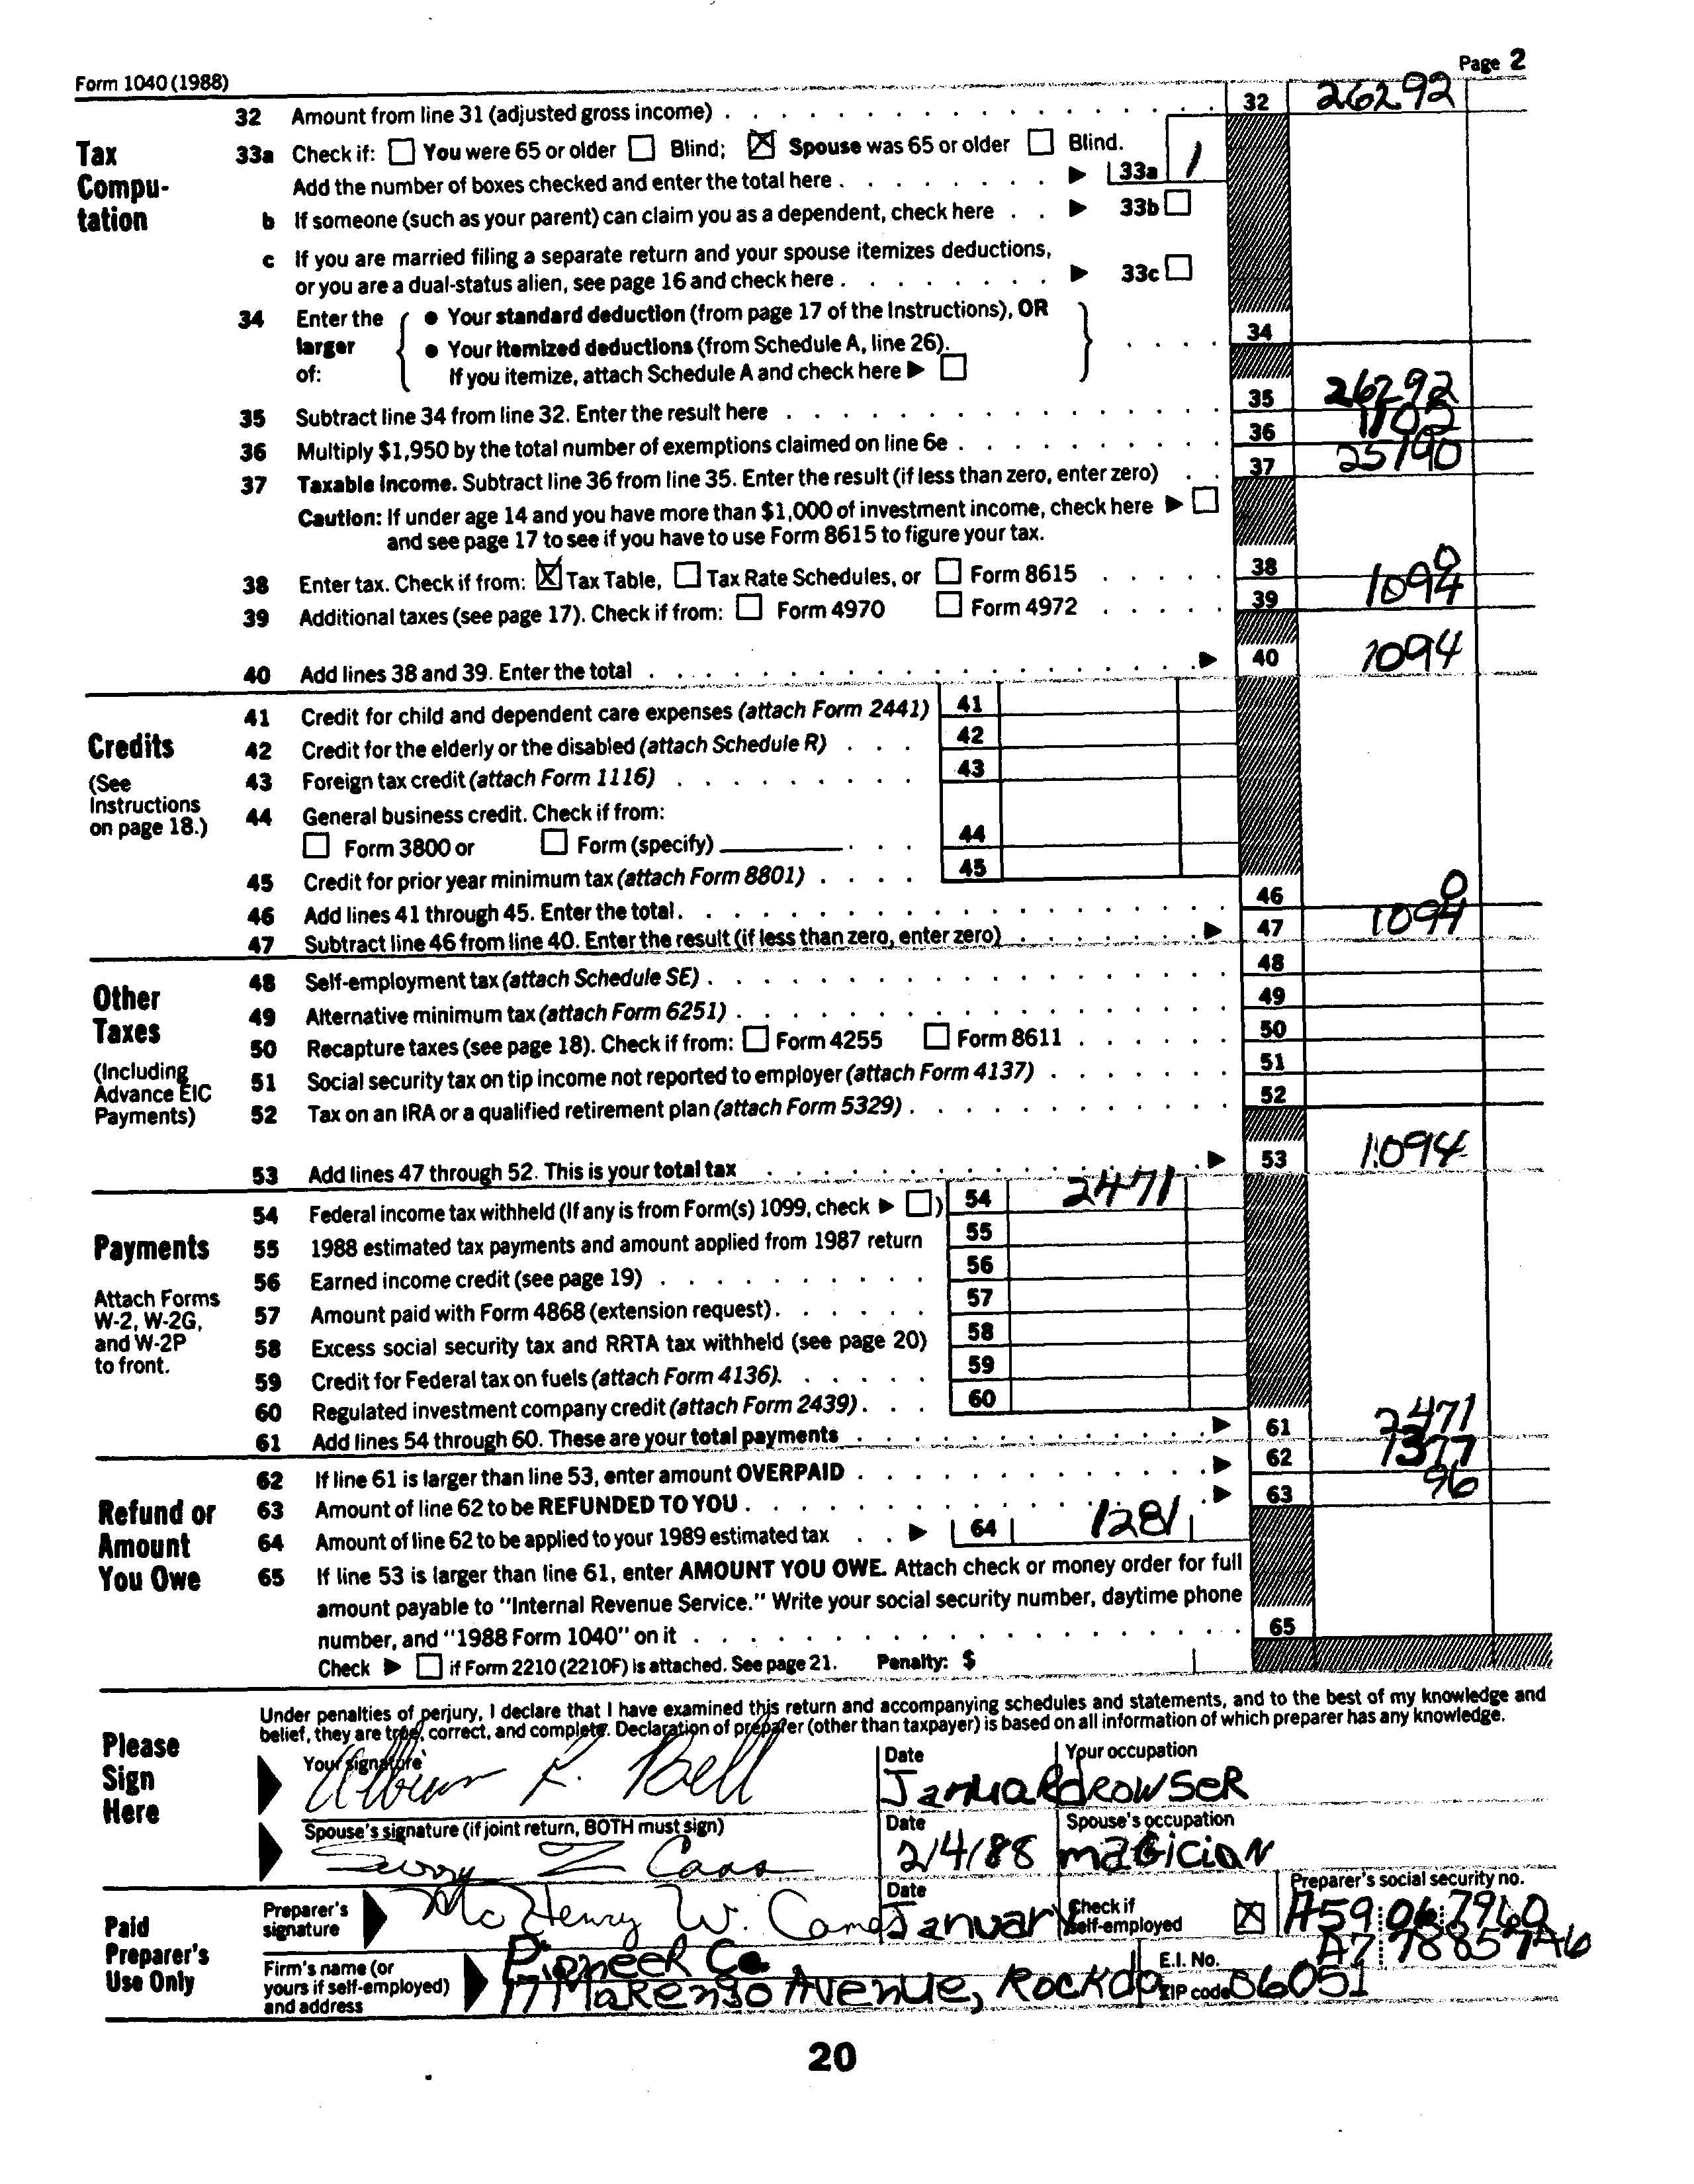 Form 1040 (1988)
Page 2
Tax Computation
32 Amount from line 31 (adjusted gross income) 32 26292
33a Check if: You were 65 or older Blind; Spouse was 65 or older Blind.
Add the number of boxes checked and enter the total here 33a 1
b If someone (such as your parent) can claim you as a dependent, check here 33b
c If you are married filing a separate return and your spouse itemizes deductions,
or you are a dual-status alien, see page 16 and check here 33c
34 Enter the larger of:
• Your standard deduction (from page 17 of the Instructions), OR
• Your itemized deductions (from Schedule A, line 26).
If you itemize, attach Schedule A and check here 34
35 Subtract line 34 from line 32. Enter the result here 35 26292
36 Multiply $1,950 by the total number of exemptions claimed on line 6e 36 1102
37 Taxable income. Subtract line 36 from line 35. Enter the result (if less than zero, enter zero) 37 25190
Caution: If under age 14 and you have more than $1,000 of investment income, check here
and see page 17 to see if you have to use Form 8615 to figure your tax.
38 Enter tax. Check if from: Tax Table, Tax Rate Schedules, or Form 8615 38 0
39 Additional taxes (see page 17). Check if from: Form 4970 Form 4972 39 1094
40 Add lines 38 and 39. Enter the total 40 1094
Credits
(See Instructions on page 18.)
41 Credit for child and dependent care expenses (attach Form 2441) 41
42 Credit for the elderly or the disabled (attach Schedule R) 42
43 Foreign tax credit (attach Form 1116) 43
44 General business credit. Check if from:
Form 3800 or Form (specify) 44
45 Credit for prior year minimum tax (attach Form 8801) 45
46 Add lines 41 through 45. Enter the total. 46 0
47 Subtract line 46 from line 40. Enter the result (if less than zero, enter zero) 47 1094
Other Taxes
(Including Advance EIC Payments)
48 Self-employment tax (attach Schedule SE) 48
49 Alternative minimum tax (attach Form 6251) 49
50 Recapture taxes (see page 18). Check if from: Form 4255 Form 8611 50
51 Social security tax on tip income not reported to employer (attach Form 4137) 51
52 Tax on an IRA or a qualified retirement plan (attach Form 5329) 52
53 Add lines 47 through 52. This is your total tax 53 1094
Payments
Attach Forms W-2, W-2G, and W-2P to front.
54 Federal income tax withheld (If any is from Form(s) 1099, check ) 54 2471
55 1988 estimated tax payments and amount applied from 1987 return 55
56 Earned income credit (see page 19) 56
57 Amount paid with Form 4868 (extension request) 57
58 Excess social security tax and RRTA tax withheld (see page 20) 58
59 Credit for Federal tax on fuels (attach Form 4136). 59
60 Regulated investment company credit (attach Form 2439) 60
61 Add lines 54 through 60. These are your total payments 61 2471
Refund or Amount You Owe
62 If line 61 is larger than line 53, enter amount OVERPAID 62 1377
63 Amount of line 62 to be REFUNDED TO YOU 63 96
64 Amount of line 62 to be applied to your 1989 estimated tax 64 1281
65 If line 53 is larger than line 61, enter AMOUNT YOU OWE. Attach check or money order for full
amount payable to "Internal Revenue Service." Write your social security number, daytime phone
number, and "1988 Form 1040" on it 65
Check if Form 2210 (2210F) is attached. See page 21. Penalty: $
Please Sign Here
Under penalties of perjury, I declare that I have examined this return and accompanying schedules and statements, and to the best of my knowledge and
belief, they are true, correct, and complete. Declaration of preparer (other than taxpayer) is based on all information of which preparer has any knowledge.
Your signature Date Your occupation
R. Bell Januar drowser
Spouse's signature (if joint return, BOTH must sign) Date Spouse's occupation
Z 2/4/88 magician
Paid Preparer's Use Only
Preparer's signature Date Check if self-employed Preparer's social security no.
McHenry W. Januar A59 06 7960
Firm's name (or yours if self-employed) and address E.I. No. ZIP code
Pioneer Co. A7 78857A6
17 Marenso Avenue, Rockda 06051
20